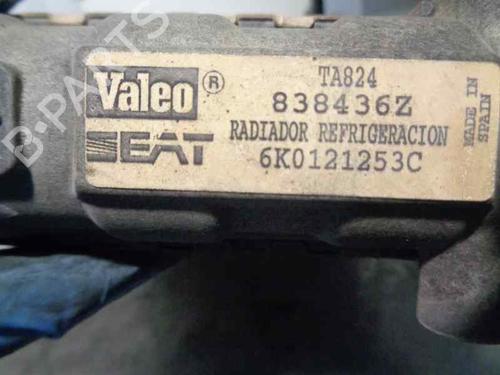 Valeo®
SEAT
TA824
838436Z
RADIADOR REFRIGERACION
6K0121253C
MADE IN
SPAIN
B-PARTS